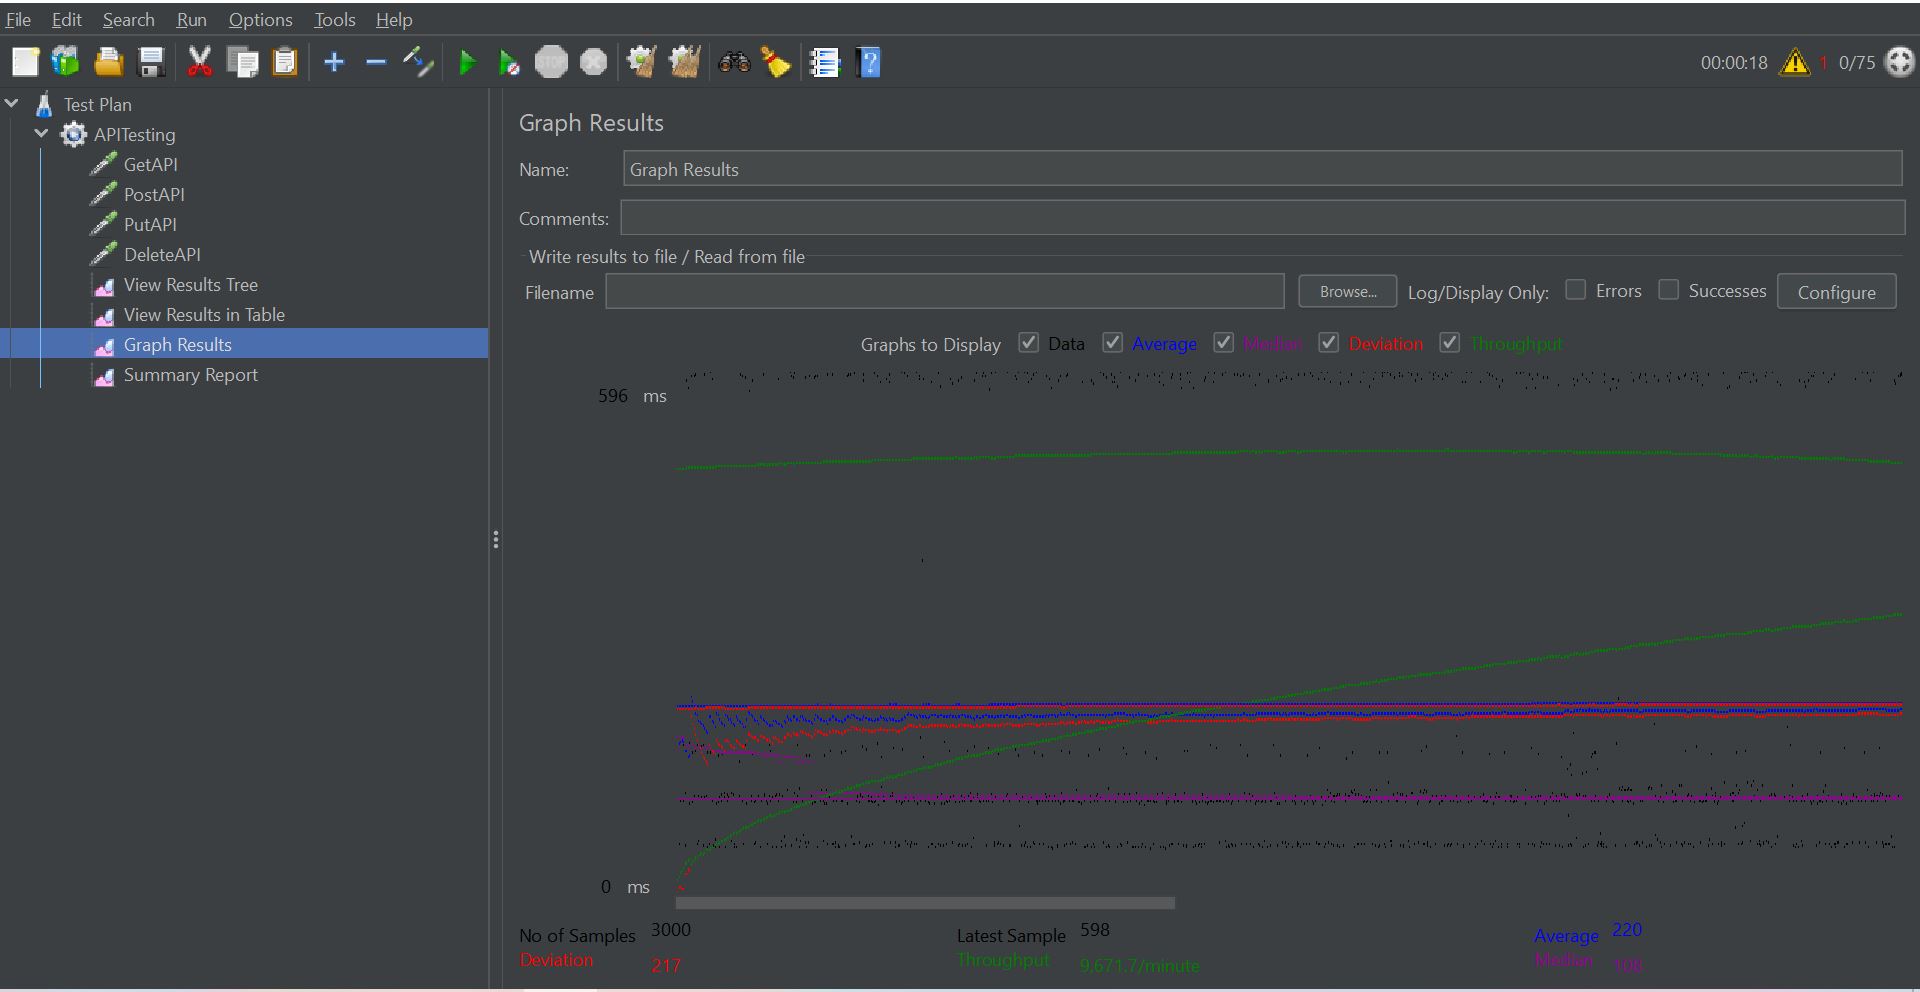 File Edit Search Run Options Tools Help
STOP
00:00:18 1 0/75
Test Plan
APITesting
GetAPI
PostAPI
PutAPI
DeleteAPI
View Results Tree
View Results in Table
Graph Results
Summary Report
Graph Results
Name: Graph Results
Comments:
Write results to file / Read from file
Filename Browse... Log/Display Only: Errors Successes Configure
Graphs to Display Data Average Median Deviation Throughput
596 ms
0 ms
No of Samples 3000 Latest Sample 598 Average 220
Deviation 217 Throughput 9,671.7/minute Median 108